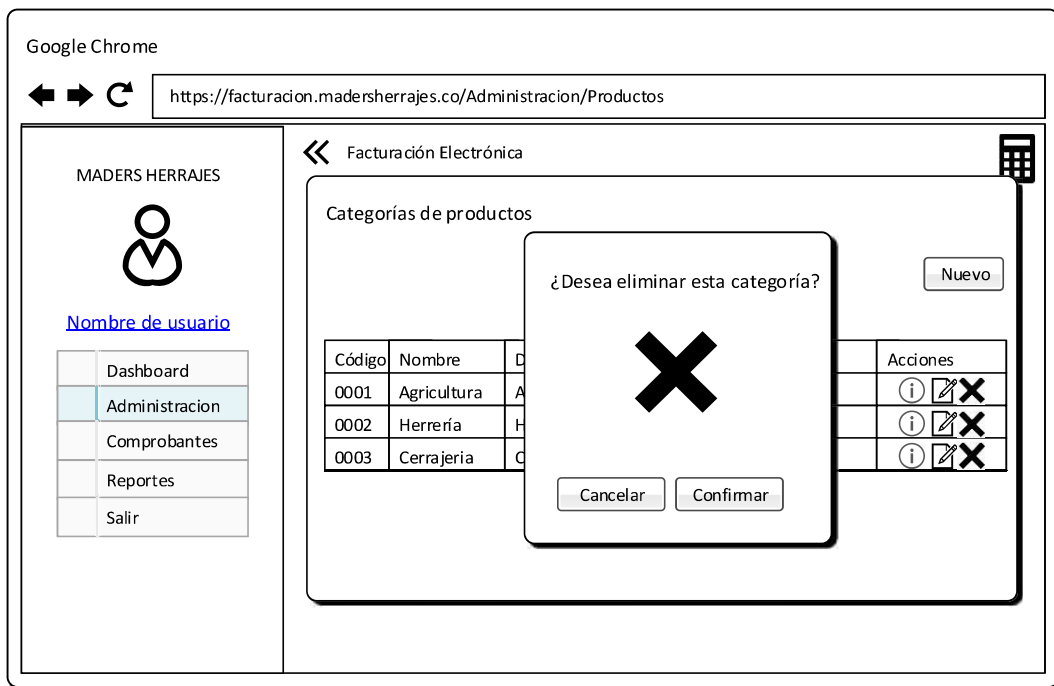 Google Chrome
https://facturacion.madersherrajes.co/Administracion/Productos
MADERS HERRAJES
Nombre de usuario
Dashboard
Administracion
Comprobantes
Reportes
Salir
Facturación Electrónica
Categorías de productos
Nuevo
Código Nombre D Acciones
0001 Agricultura A
0002 Herrería H
0003 Cerrajeria C
¿Desea eliminar esta categoría?
Cancelar Confirmar